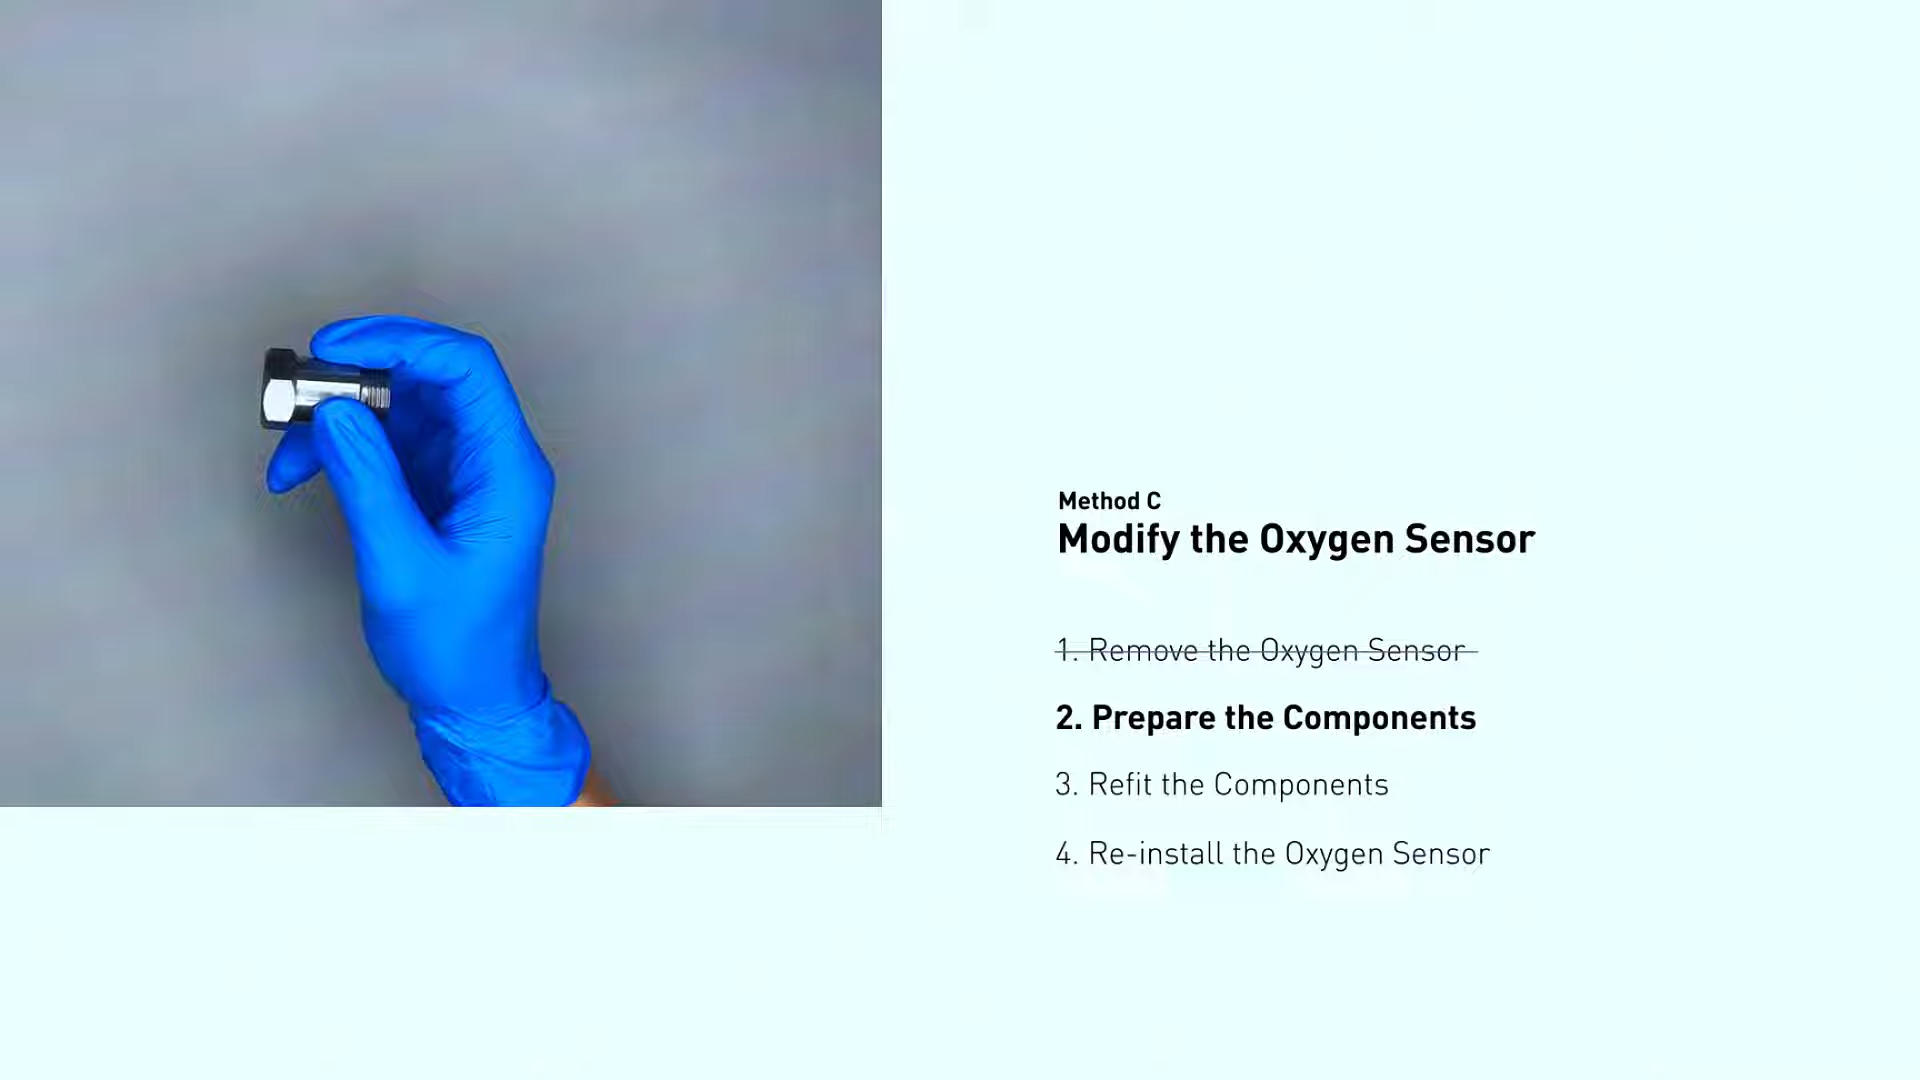 Method C
Modify the Oxygen Sensor
1. Remove the Oxygen Sensor
2. Prepare the Components
3. Refit the Components
4. Re-install the Oxygen Sensor